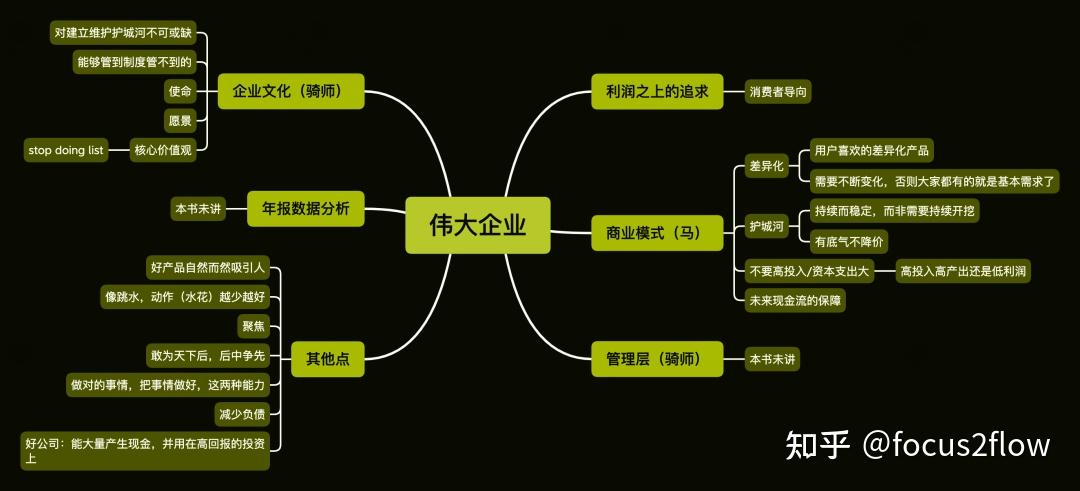 伟大企业
企业文化（骑师）
对建立维护护城河不可或缺
能够管到制度管不到的
使命
愿景
核心价值观
stop doing list
年报数据分析
本书未讲
其他点
好产品自然而然吸引人
像跳水，动作（水花）越少越好
聚焦
敢为天下后，后中争先
做对的事情，把事情做好，这两种能力
减少负债
好公司：能大量产生现金，并用在高回报的投资
上
利润之上的追求
消费者导向
商业模式（马）
差异化
用户喜欢的差异化产品
需要不断变化，否则大家都有的就是基本需求了
护城河
持续而稳定，而非需要持续开挖
有底气不降价
不要高投入/资本支出大
高投入高产出还是低利润
未来现金流的保障
管理层（骑师）
本书未讲
知乎 @focus2flow